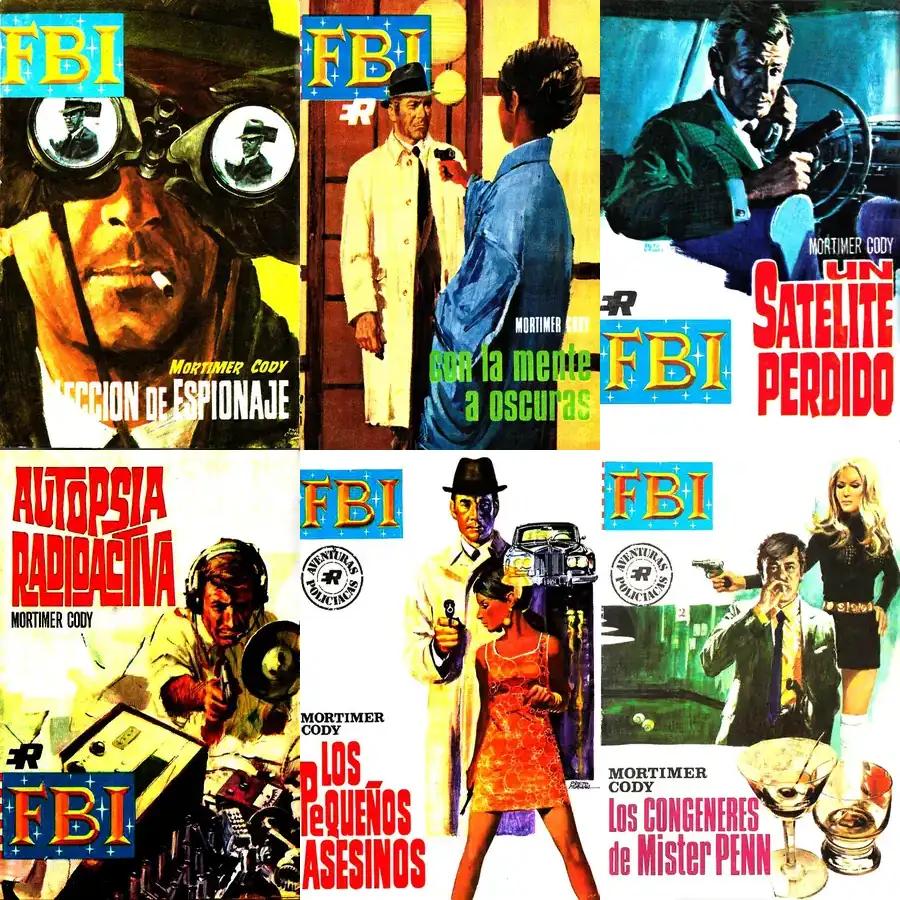 FBI
MORTIMER CODY
LECCION DE ESPIONAJE
FBI
R
MORTIMER CODY
con la mente
a oscuras
MORTIMER CODY
UN
SATELITE
PERDIDO
R
FBI
AUTOPSIA
RADIOACTIVA
MORTIMER CODY
R
FBI
FBI
AVENTURAS
R
POLICIACAS
MORTIMER
CODY
LOS
PEQUEÑOS
ASESINOS
FBI
AVENTURAS
R
POLICIACAS
2
MORTIMER
CODY
LOS CONGENERES
de Mister PENN